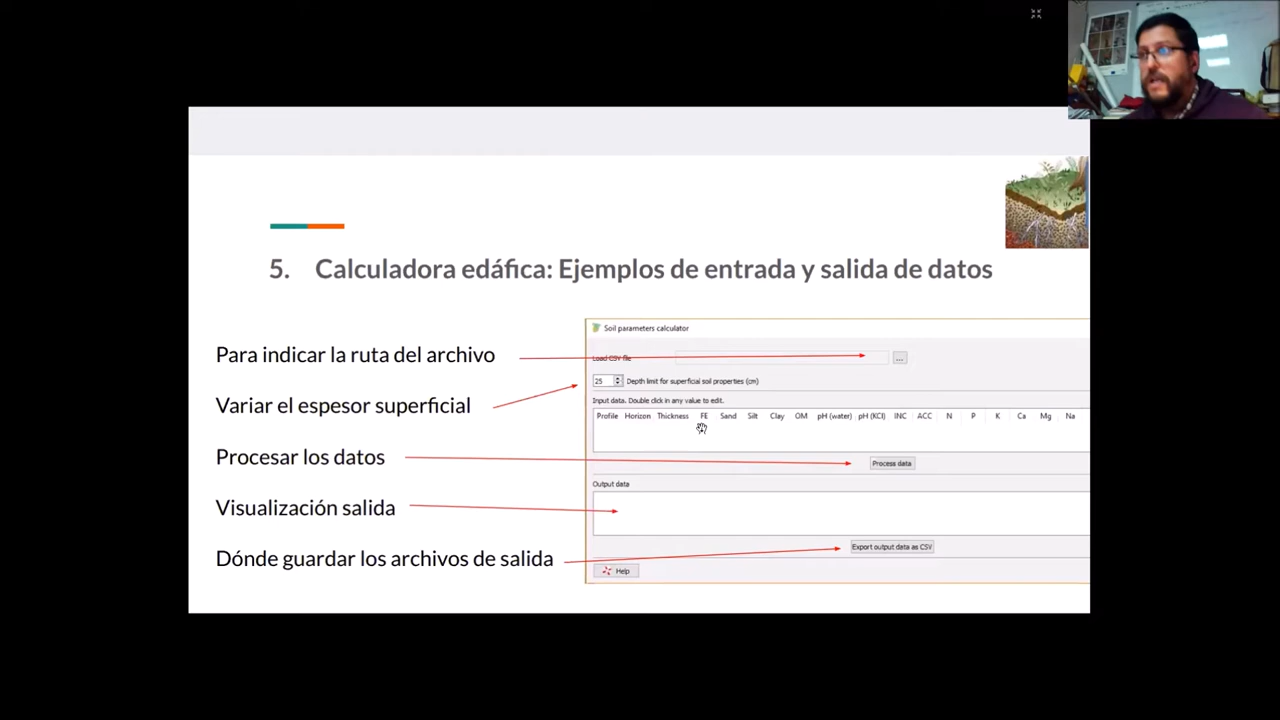 5. Calculadora edáfica: Ejemplos de entrada y salida de datos
Para indicar la ruta del archivo
Variar el espesor superficial
Procesar los datos
Visualización salida
Dónde guardar los archivos de salida
Soil parameters calculator
Load CSV file
...
25 Depth limit for superficial soil properties (cm)
Input data. Double click in any value to edit.
Profile Horizon Thickness FE Sand Silt Clay OM pH (water) pH (KCl) INC ACC N P K Ca Mg Na
Process data
Output data
Export output data as CSV
Help